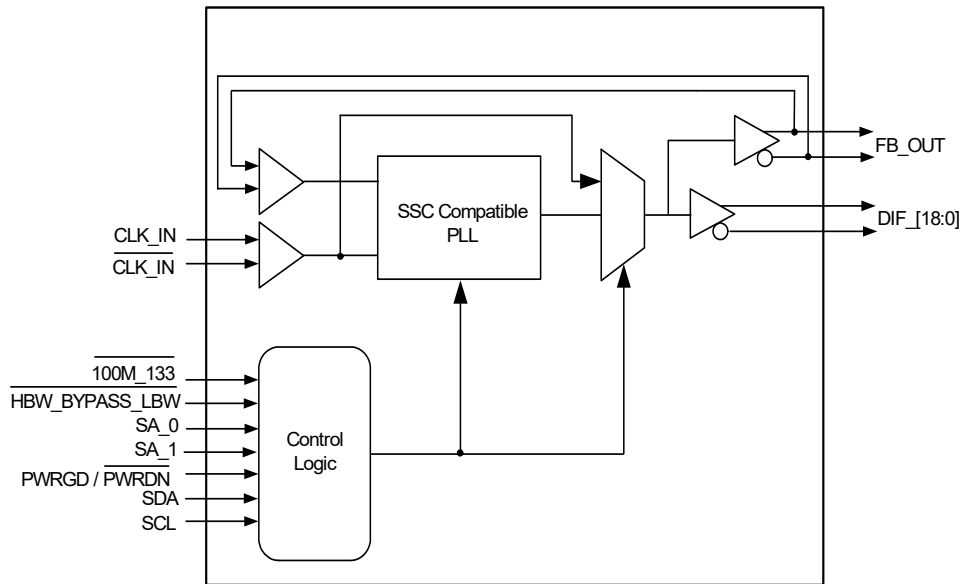 FB_OUT
SSC Compatible
PLL
DIF_[18:0]
CLK_IN
CLK_IN
100M_133
HBW_BYPASS_LBW
SA_0
SA_1
PWRGD / PWRDN
SDA
SCL
Control
Logic